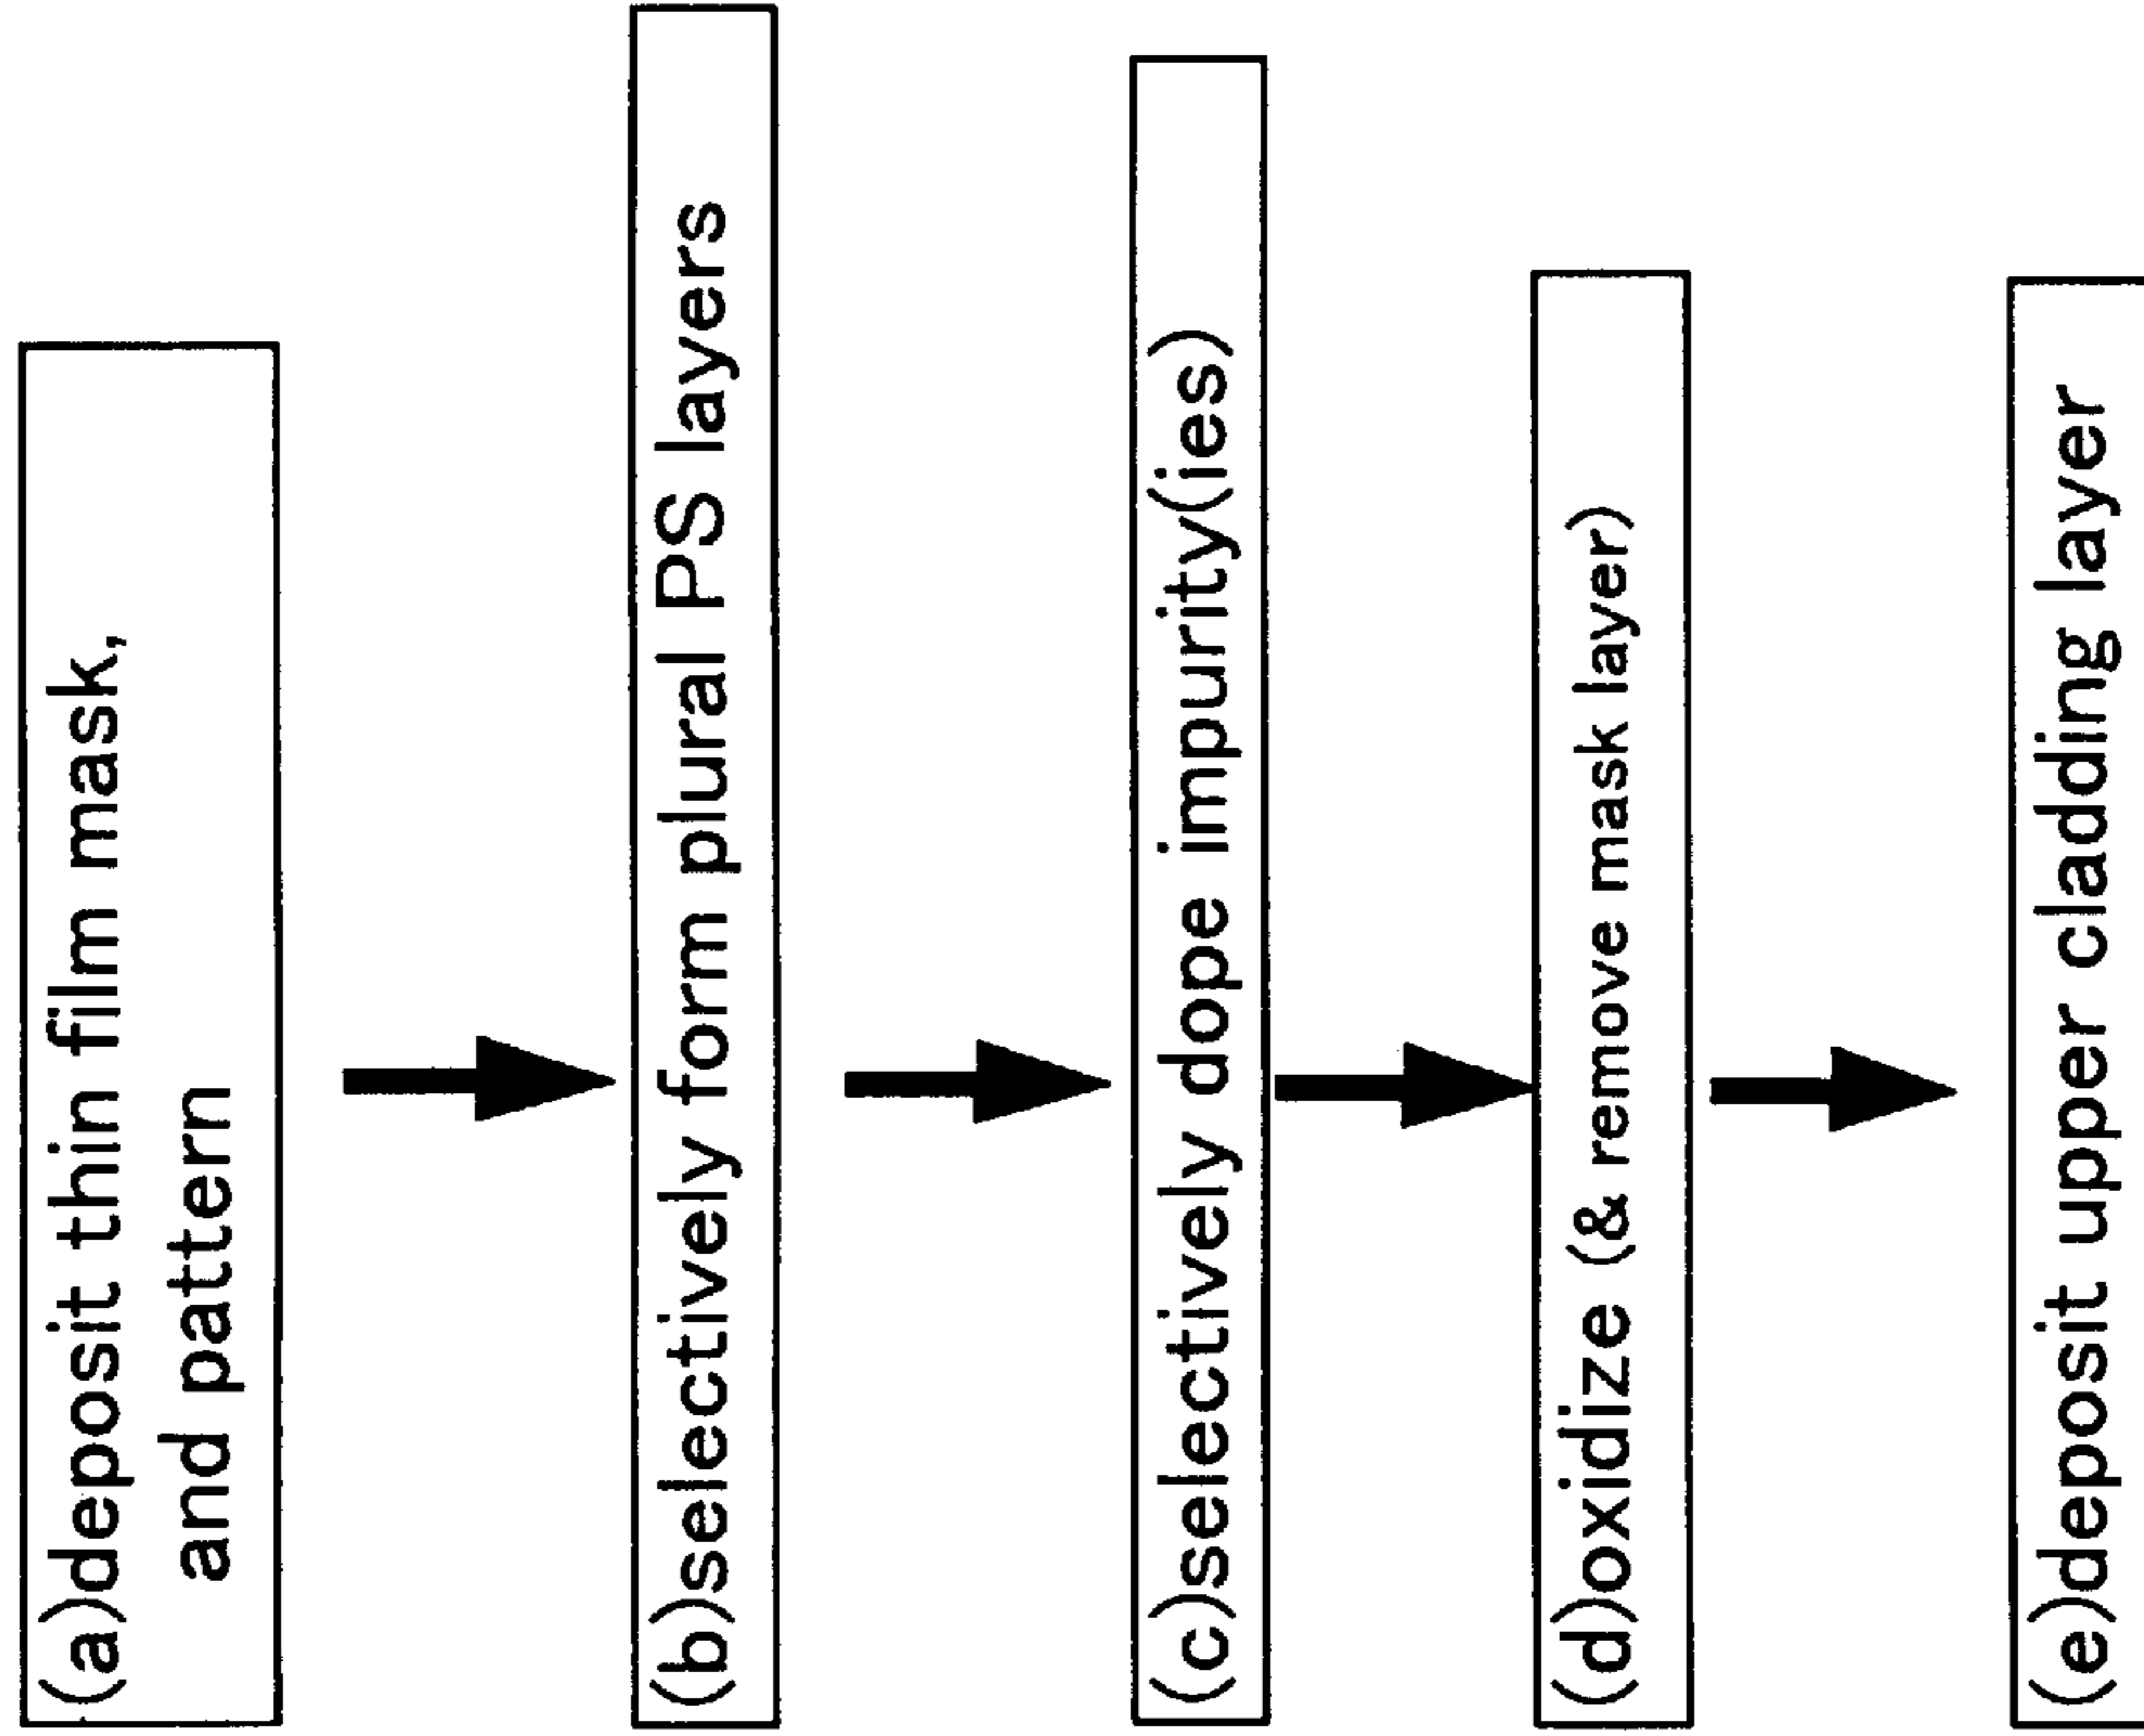 (a)deposit thin film mask,
and pattern
(b)selectively form plural PS layers
(c)selectively dope impurity(ies)
(d)oxidize (& remove mask layer)
(e)deposit upper cladding layer